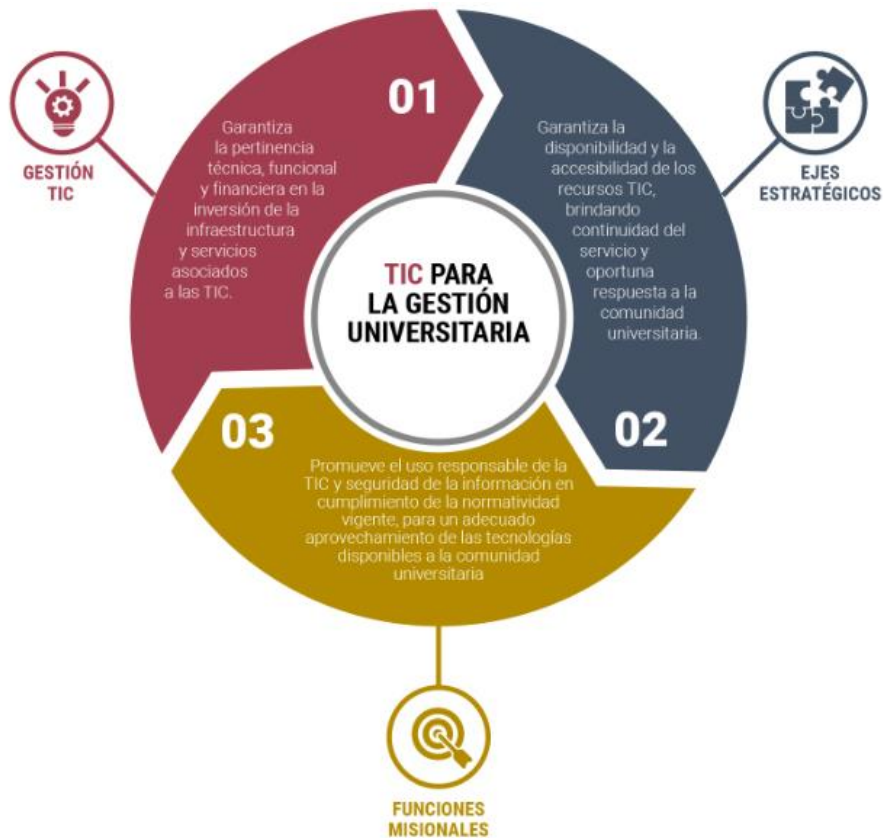 01
Garantiza
la pertinencia
técnica, funcional
y financiera en la
inversión de la
infraestructura
y servicios
asociados
a las TIC.
GESTIÓN
TIC
Garantiza la
disponibilidad y la
accesibilidad de los
recursos TIC,
brindando
continuidad del
servicio y
oportuna
respuesta a la
comunidad
universitaria.
02
EJES
ESTRATÉGICOS
TIC PARA
LA GESTIÓN
UNIVERSITARIA
03
Promueve el uso responsable de la
TIC y seguridad de la información en
cumplimiento de la normatividad
vigente, para un adecuado
aprovechamiento de las tecnologías
disponibles a la comunidad
universitaria
FUNCIONES
MISIONALES